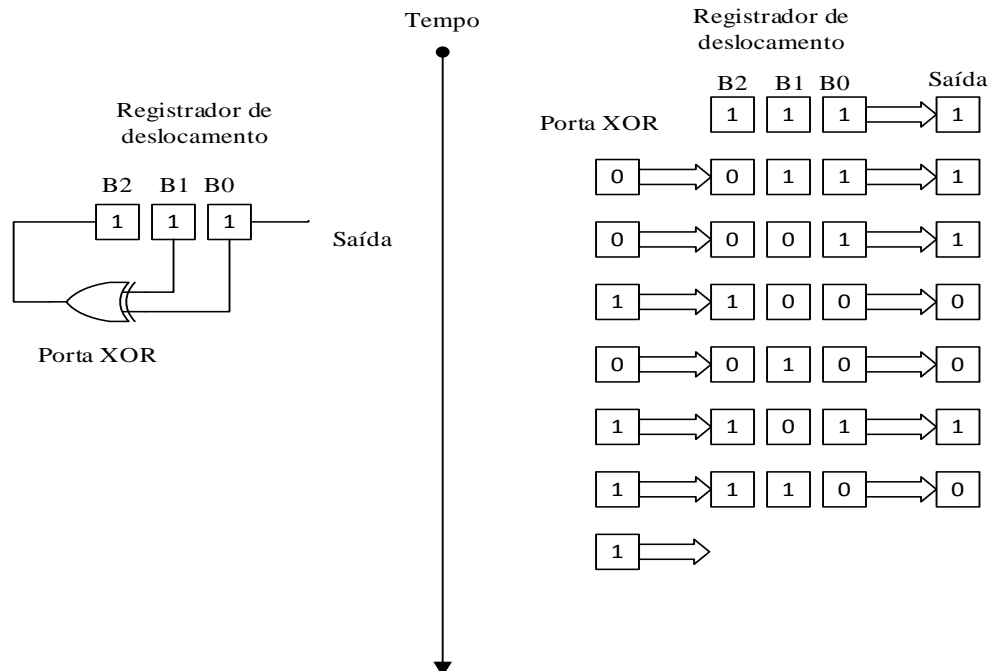 Tempo
Registrador de
deslocamento
B2 B1 B0
1 1 1
Saída
Porta XOR
Registrador de
deslocamento
B2 B1 B0 Saída
1 1 1 1
Porta XOR
0 0 1 1 1
0 0 0 1 1
1 1 0 0 0
0 0 1 0 0
1 1 0 1 1
1 1 1 0 0
1